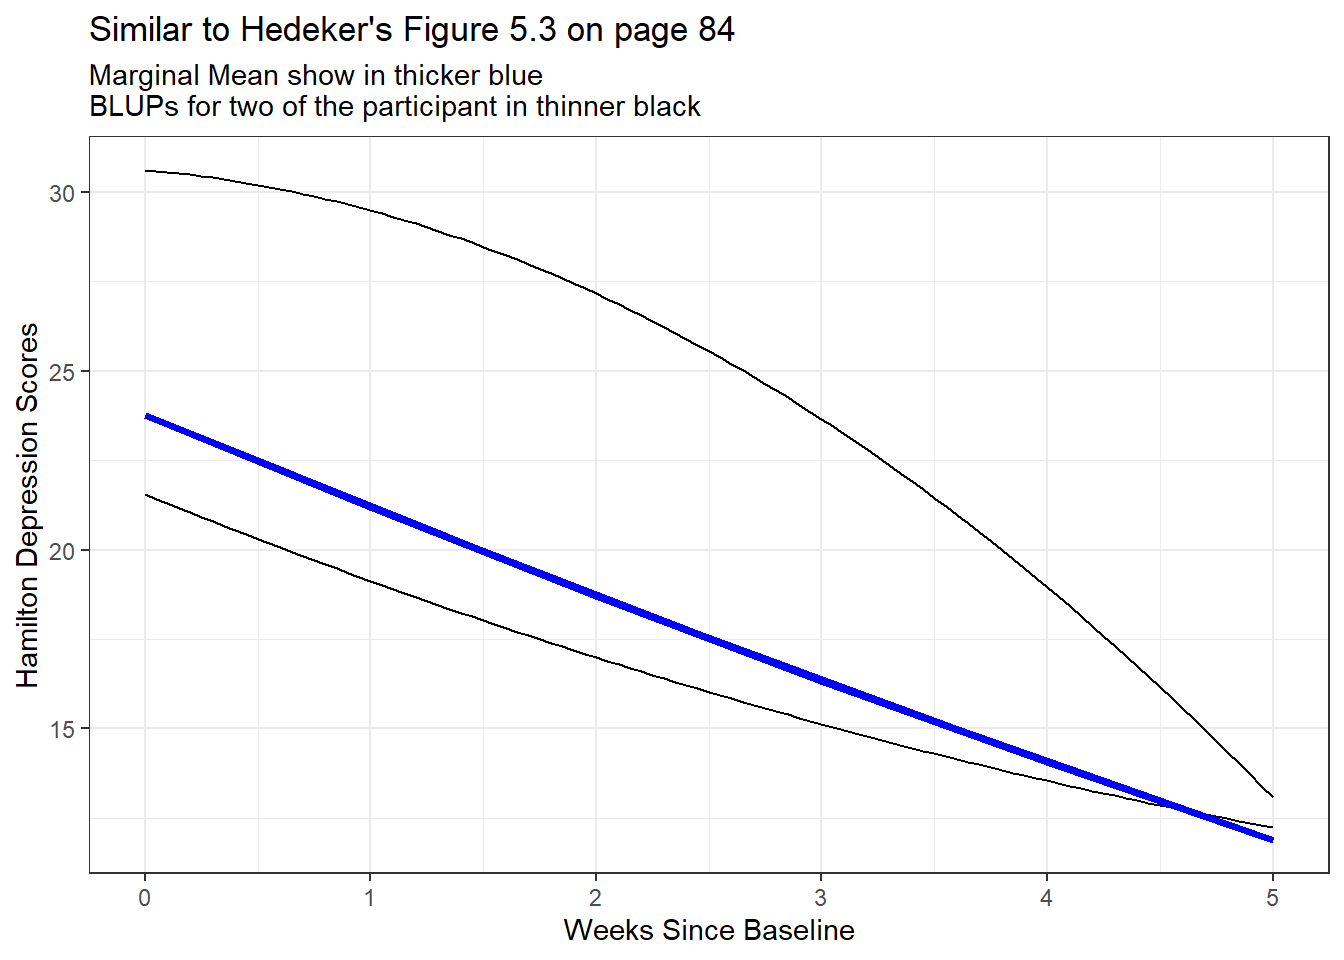 Similar to Hedeker's Figure 5.3 on page 84
Marginal Mean show in thicker blue
BLUPs for two of the participant in thinner black
Hamilton Depression Scores
30
25
20
15
0 1 2 3 4 5
Weeks Since Baseline